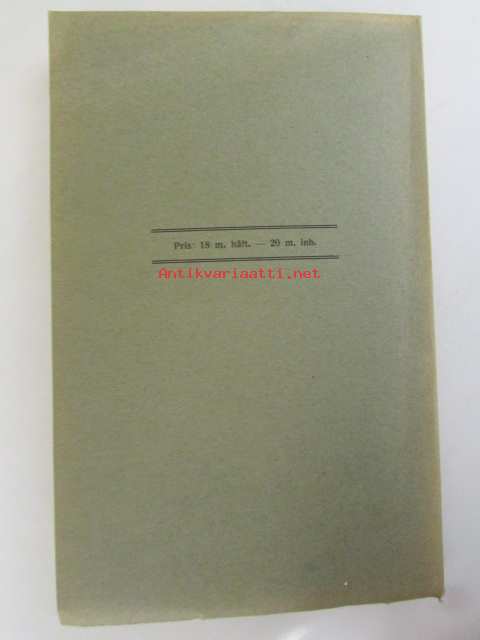 Pris: 18 m. häft. — 20 m. inb.
Antikvariaatti.net